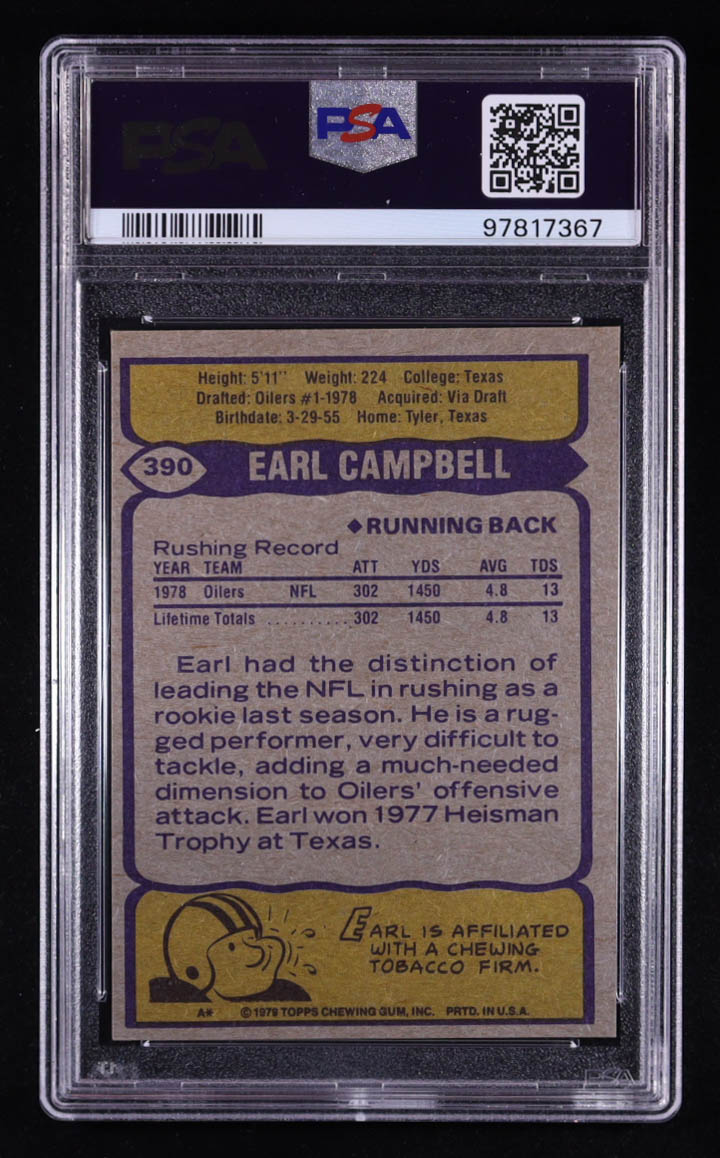 PSA
PSA
97817367
Height: 5'11" Weight: 224 College: Texas
Drafted: Oilers #1-1978 Acquired: Via Draft
Birthdate: 3-29-55 Home: Tyler, Texas
390 EARL CAMPBELL
◆RUNNING BACK
Rushing Record
YEAR TEAM ATT YDS AVG TDS
1978 Oilers NFL 302 1450 4.8 13
Lifetime Totals .......... 302 1450 4.8 13
Earl had the distinction of
leading the NFL in rushing as a
rookie last season. He is a rug-
ged performer, very difficult to
tackle, adding a much-needed
dimension to Oilers' offensive
attack. Earl won 1977 Heisman
Trophy at Texas.
EARL IS AFFILIATED
WITH A CHEWING
TOBACCO FIRM.
A* © 1979 TOPPS CHEWING GUM, INC. PRTD. IN U.S.A.
PSA